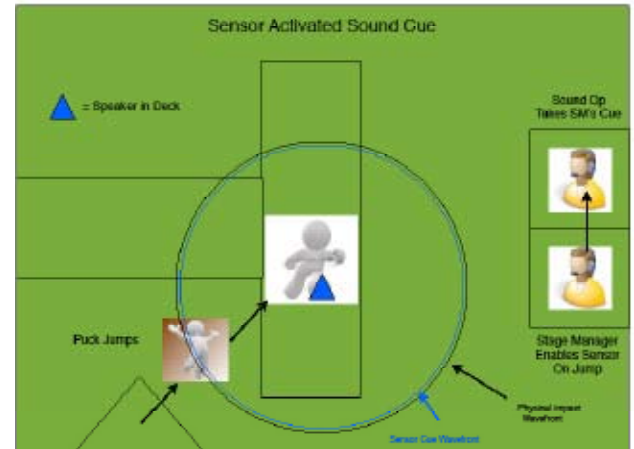 Sensor Activated Sound Cue
= Speaker in Deck
Sound Op
Takes SM's Cue
Puck Jumps
Stage Manager
Enables Sensor
On Jump
Physical Impact
Wavefront
Sensor Cue Wavefront